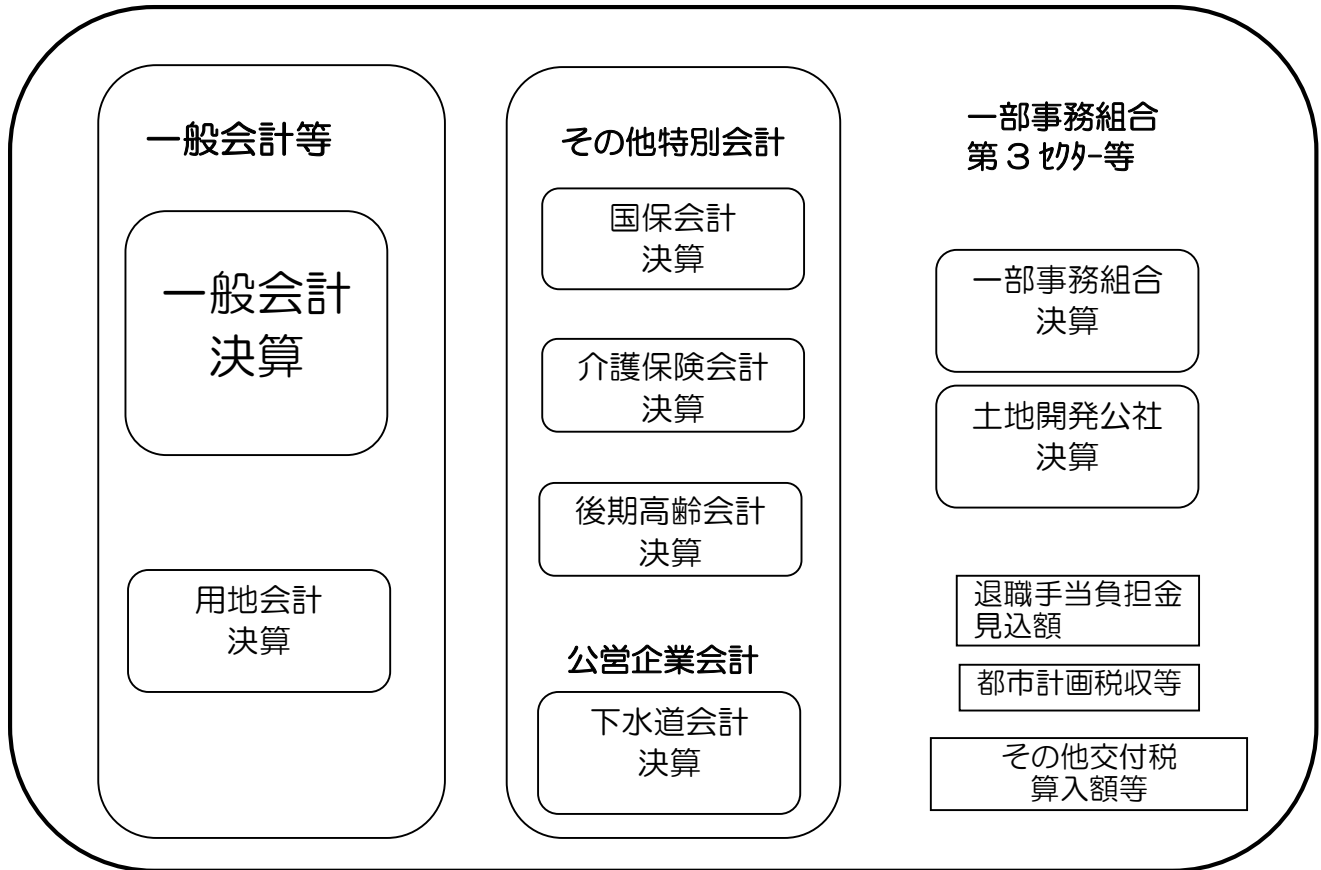 一般会計等
一般会計
決算
用地会計
決算
その他特別会計
国保会計
決算
介護保険会計
決算
後期高齢会計
決算
公営企業会計
下水道会計
決算
一部事務組合
第3ｾｸﾀｰ等
一部事務組合
決算
土地開発公社
決算
退職手当負担金
見込額
都市計画税収等
その他交付税
算入額等